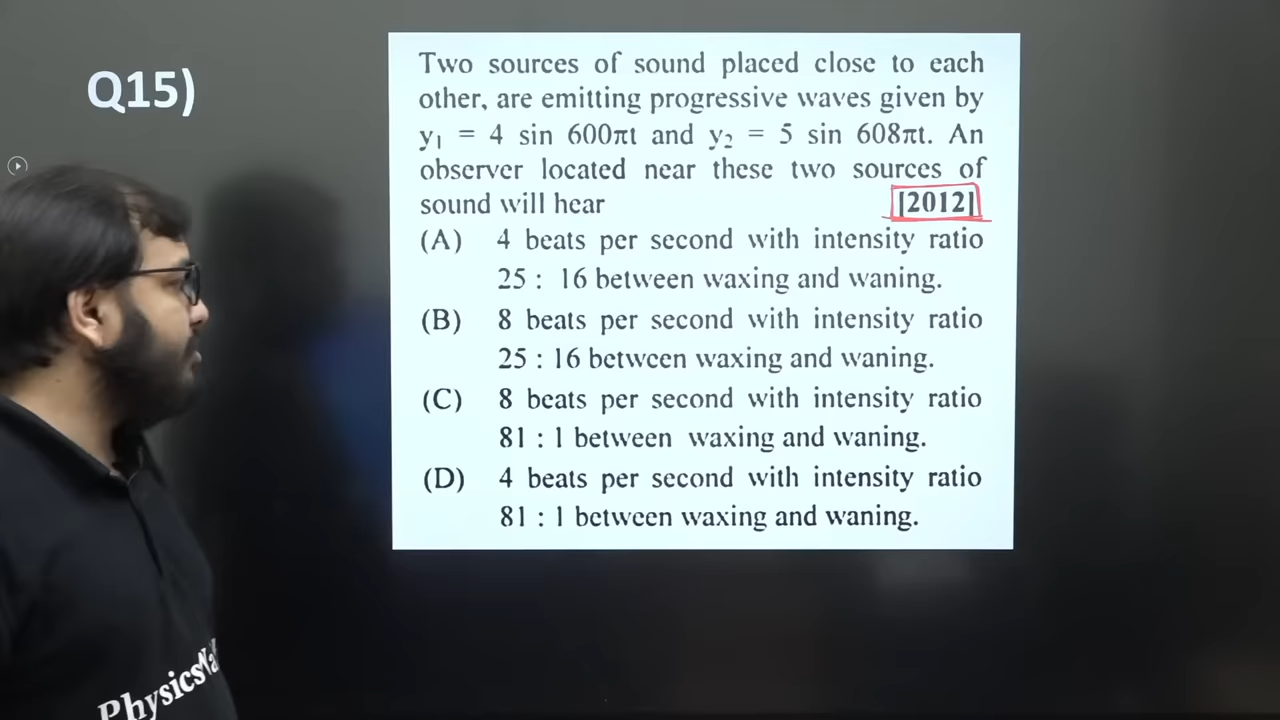 Q15)
Two sources of sound placed close to each
other, are emitting progressive waves given by
y₁ = 4 sin 600πt and y₂ = 5 sin 608πt. An
observer located near these two sources of
sound will hear [2012]
(A) 4 beats per second with intensity ratio
25 : 16 between waxing and waning.
(B) 8 beats per second with intensity ratio
25 : 16 between waxing and waning.
(C) 8 beats per second with intensity ratio
81 : 1 between waxing and waning.
(D) 4 beats per second with intensity ratio
81 : 1 between waxing and waning.